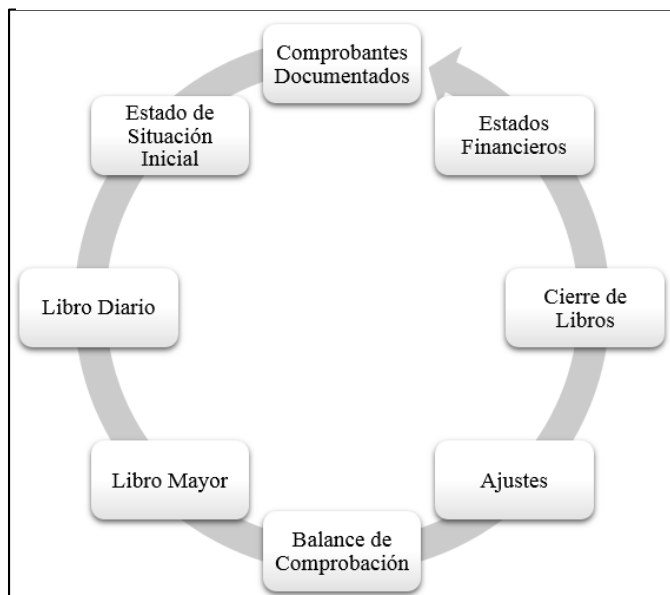 Comprobantes
Documentados
Estado de
Situación
Inicial
Libro Diario
Libro Mayor
Balance de
Comprobación
Ajustes
Cierre de
Libros
Estados
Financieros